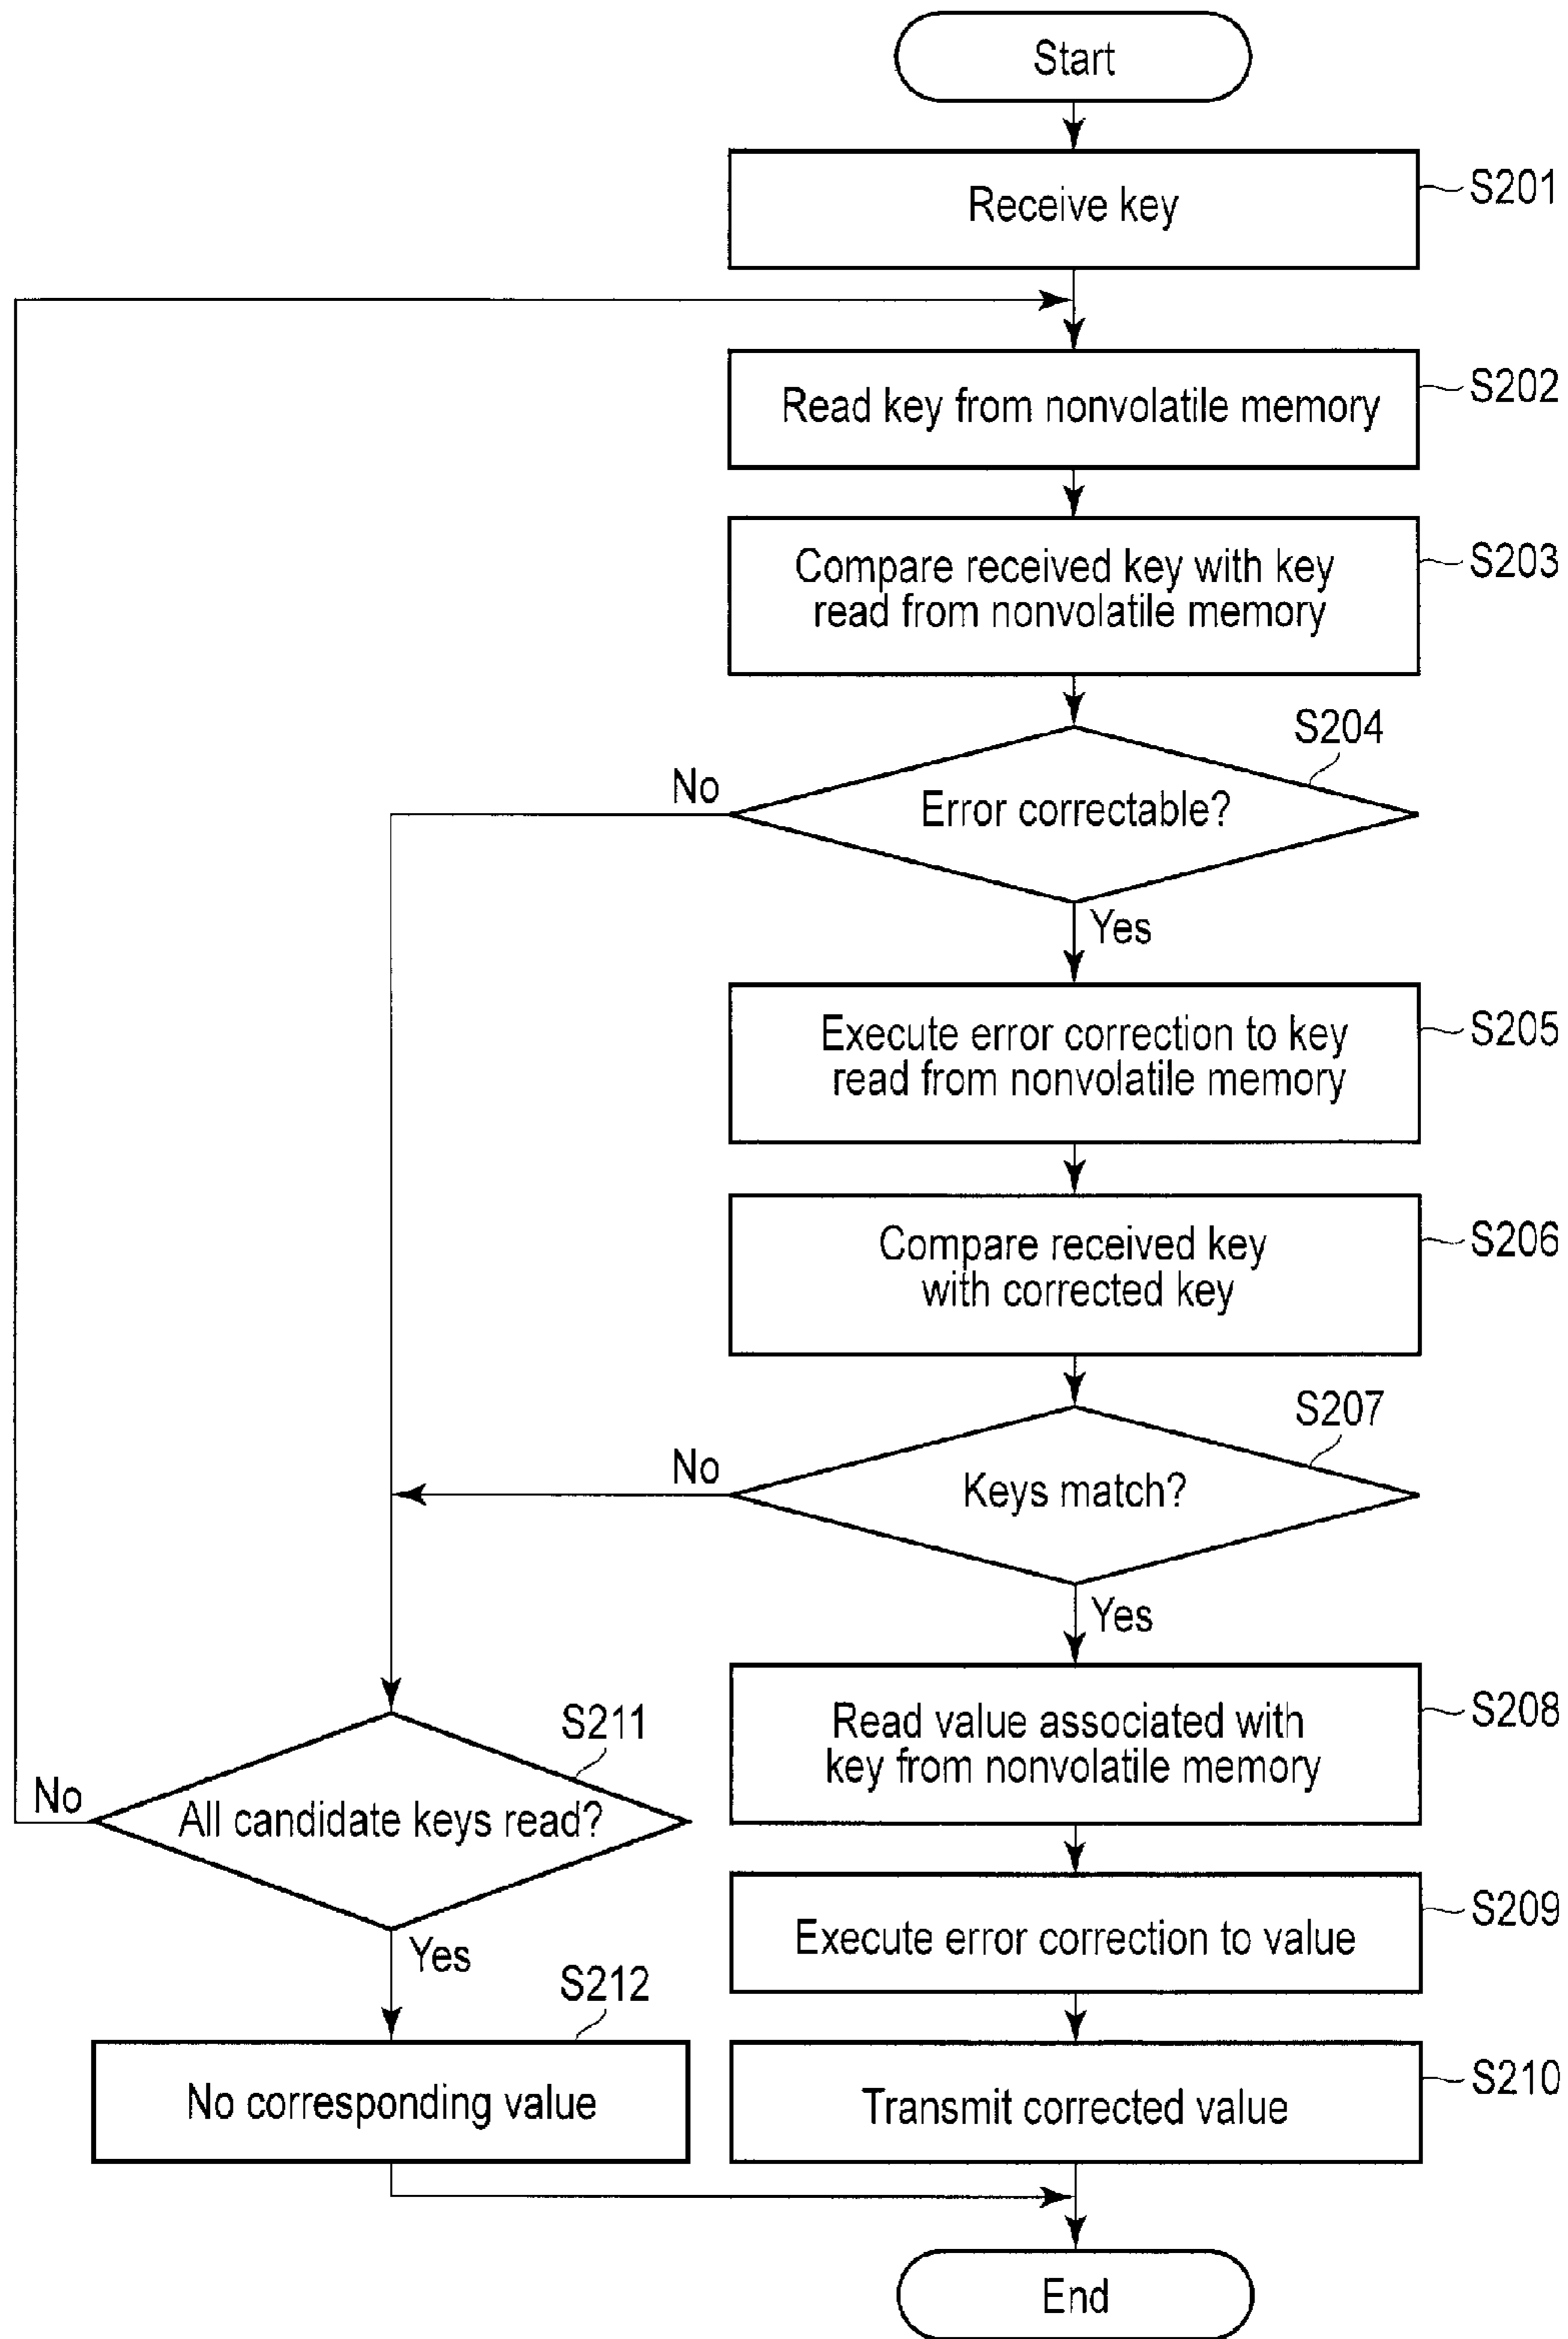 Start
Receive key
S201
Read key from nonvolatile memory
S202
Compare received key with key
read from nonvolatile memory
S203
S204
No
Error correctable?
Yes
Execute error correction to key
read from nonvolatile memory
S205
Compare received key
with corrected key
S206
S207
No
Keys match?
Yes
Read value associated with
key from nonvolatile memory
S208
S211
No
All candidate keys read?
Yes
Execute error correction to value
S209
S212
No corresponding value
Transmit corrected value
S210
End